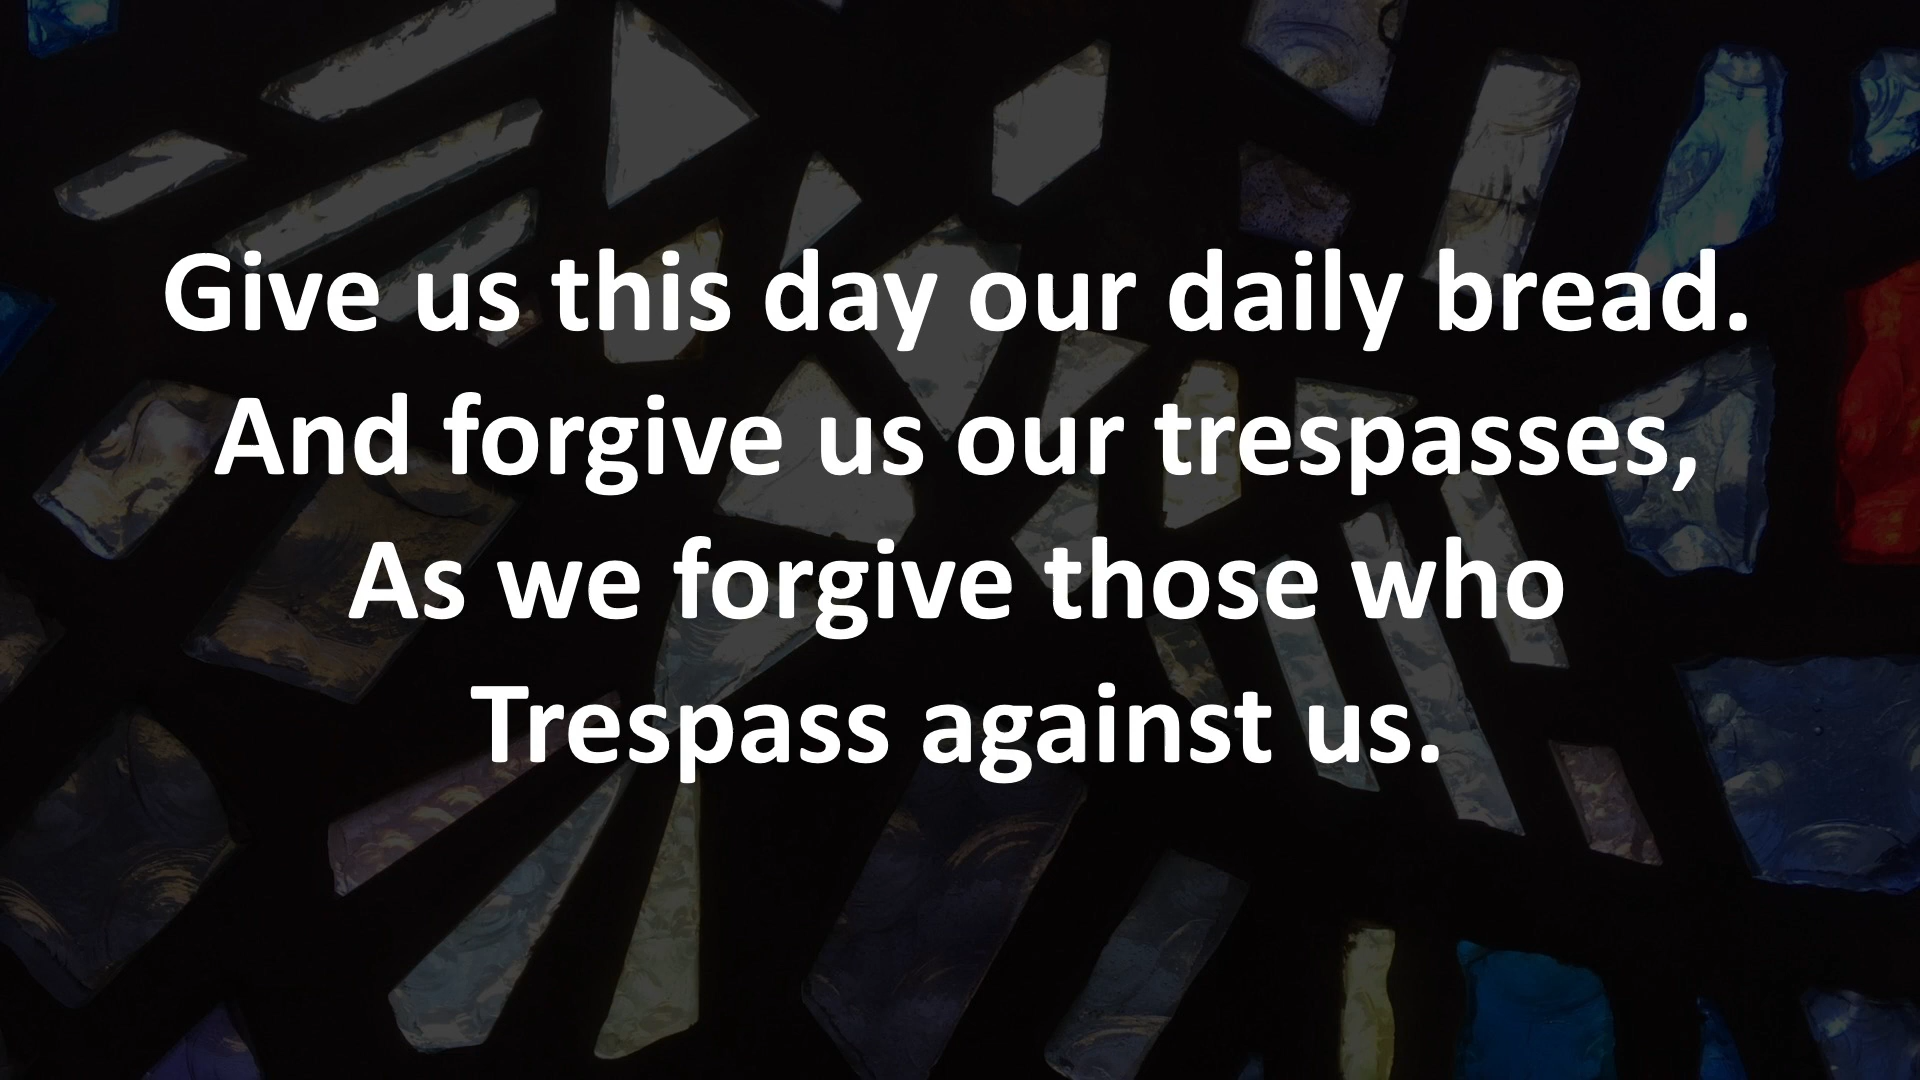 Give us this day our daily bread.
And forgive us our trespasses,
As we forgive those who
Trespass against us.